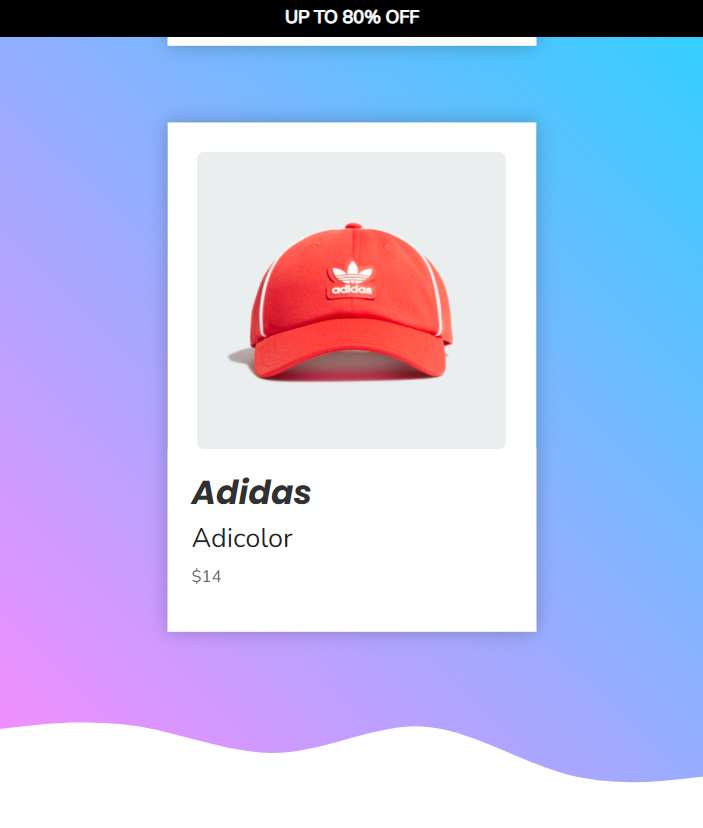 UP TO 80% OFF
adidas
Adidas
Adicolor
$14